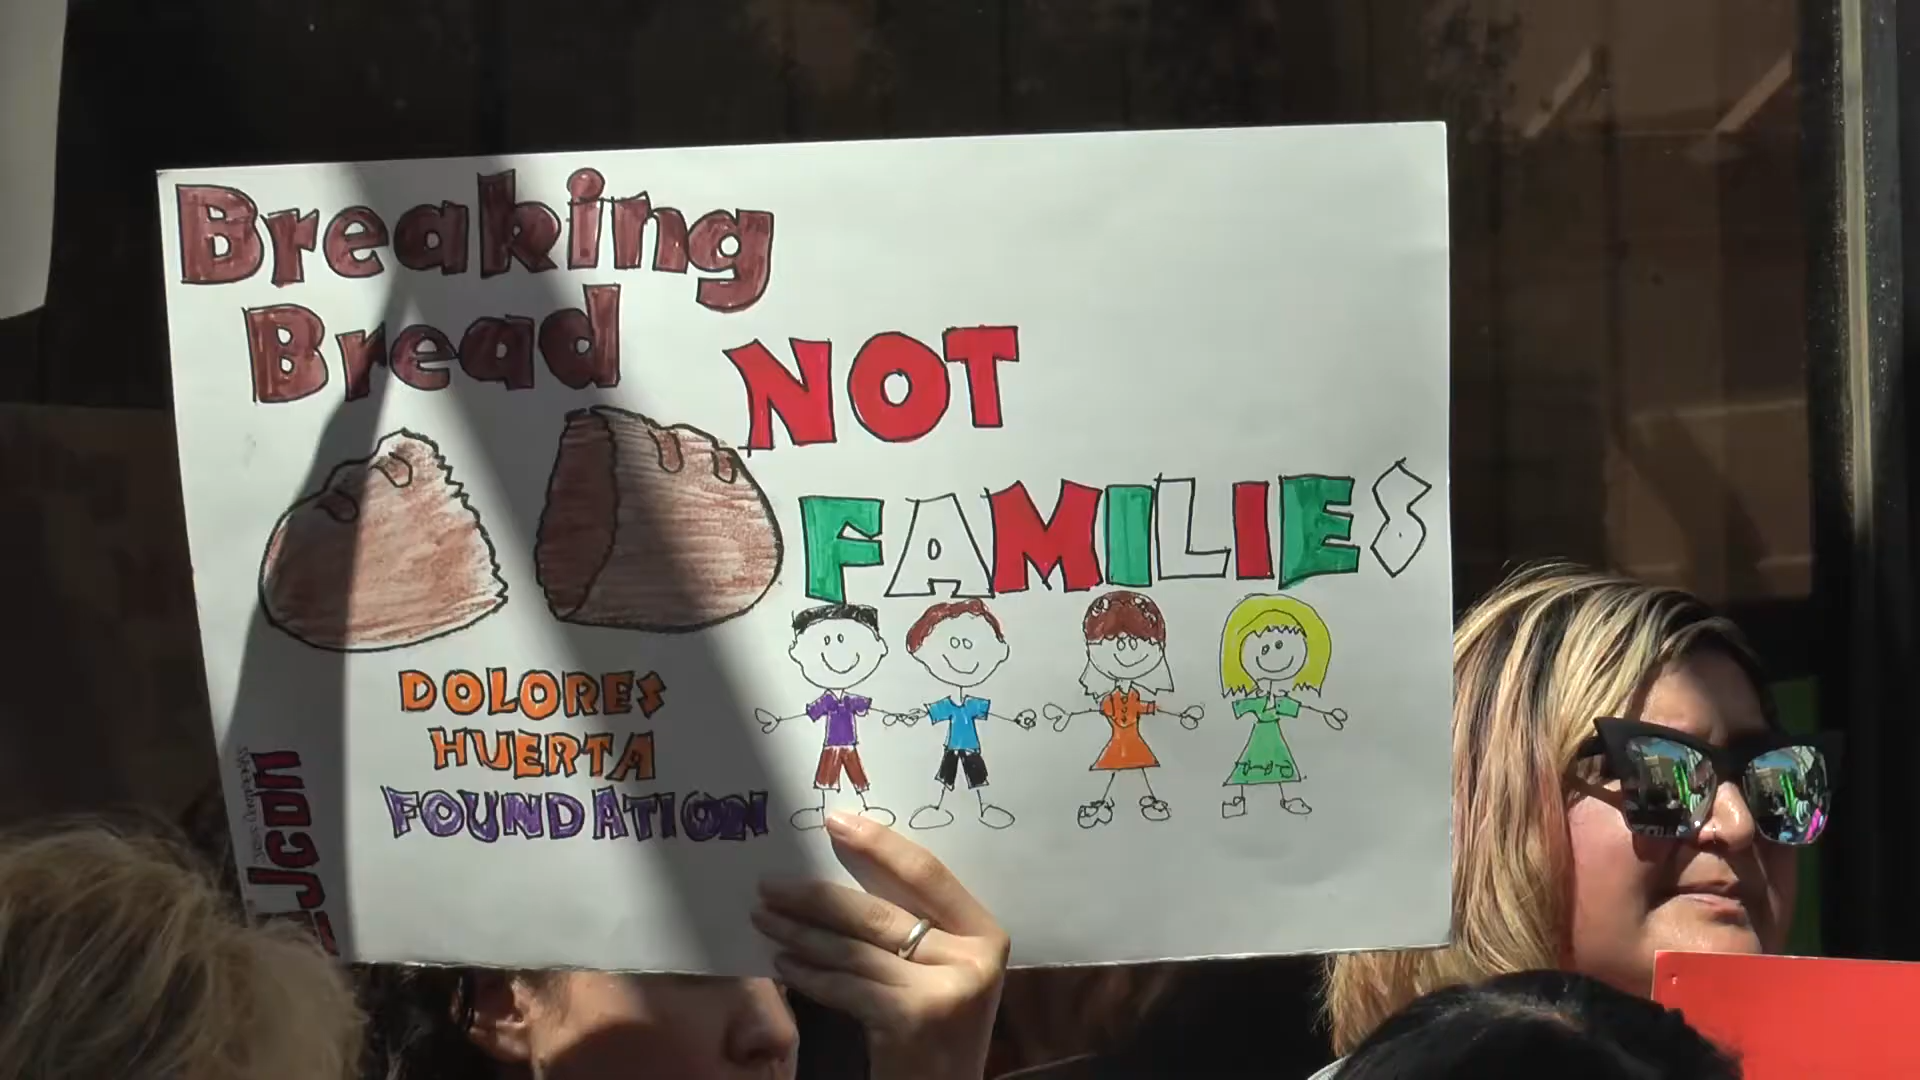 Breaking
Bread
NOT
FAMILIES
DOLORES
HUERTA
FOUNDATION